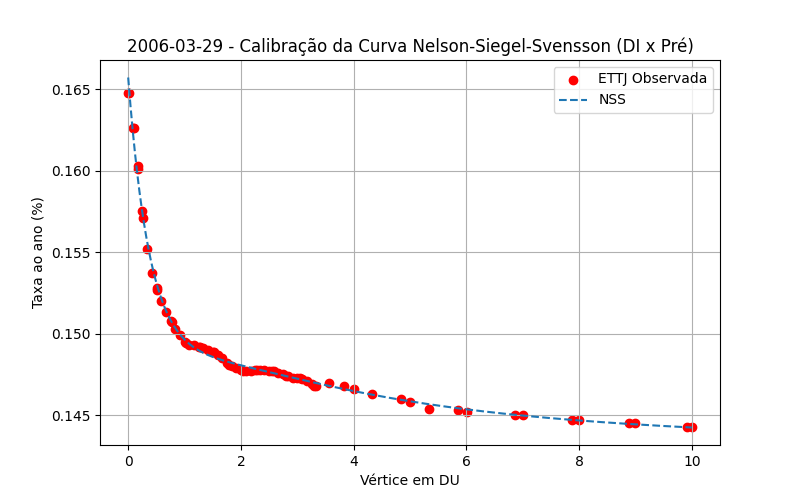 2006-03-29 - Calibração da Curva Nelson-Siegel-Svensson (DI x Pré)
ETTJ Observada
NSS
Taxa ao ano (%)
0.165
0.160
0.155
0.150
0.145
0 2 4 6 8 10
Vértice em DU